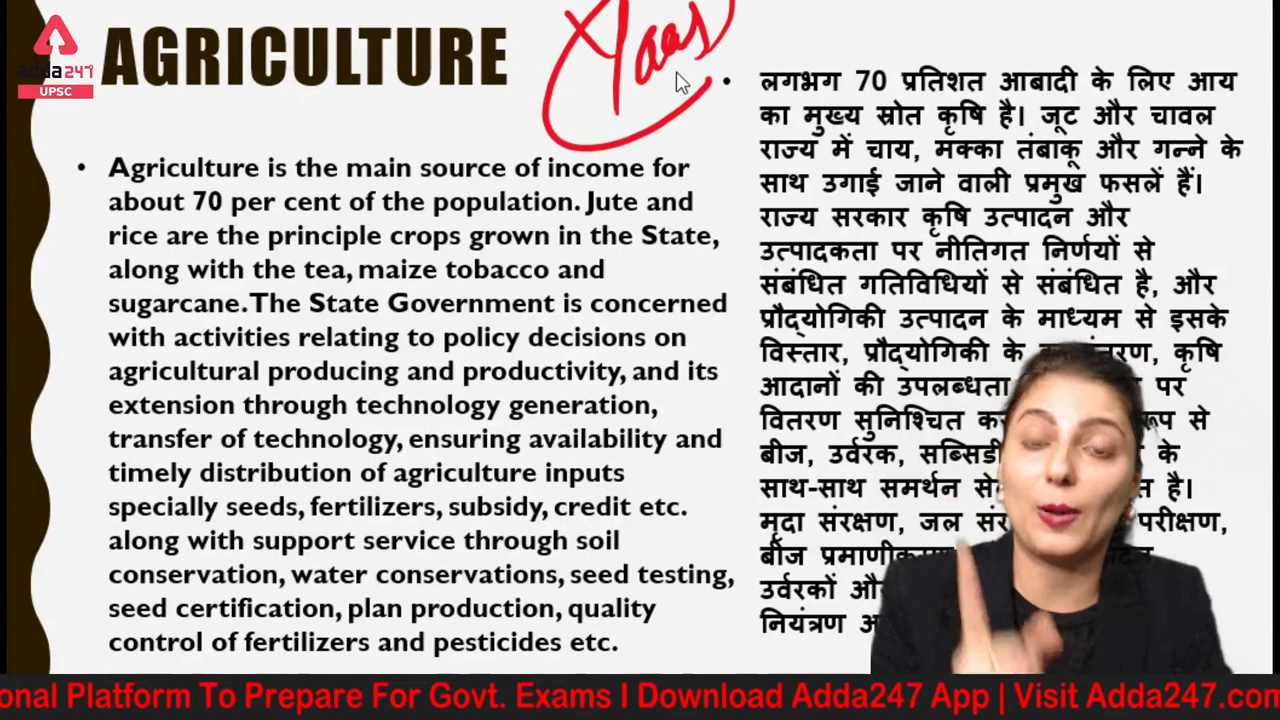 adda247
UPSC
AGRICULTURE
Yaas
• Agriculture is the main source of income for
about 70 per cent of the population. Jute and
rice are the principle crops grown in the State,
along with the tea, maize tobacco and
sugarcane. The State Government is concerned
with activities relating to policy decisions on
agricultural producing and productivity, and its
extension through technology generation,
transfer of technology, ensuring availability and
timely distribution of agriculture inputs
specially seeds, fertilizers, subsidy, credit etc.
along with support service through soil
conservation, water conservations, seed testing,
seed certification, plan production, quality
control of fertilizers and pesticides etc.
• लगभग 70 प्रतिशत आबादी के लिए आय
का मुख्य स्रोत कृषि है। जूट और चावल
राज्य में चाय, मक्का तंबाकू और गन्ने के
साथ उगाई जाने वाली प्रमुख फसलें हैं।
राज्य सरकार कृषि उत्पादन और
उत्पादकता पर नीतिगत निर्णयों से
संबंधित गतिविधियों से संबंधित है, और
प्रौद्योगिकी उत्पादन के माध्यम से इसके
विस्तार, प्रौद्योगिकी के कृषि
आदानों की उपलब्धता पर
वितरण सुनिश्चित से
बीज, उर्वरक, सब्सिडी के
साथ-साथ समर्थन है।
मृदा संरक्षण, जल परीक्षण,
बीज
उर्वरकों
onal Platform To Prepare For Govt. Exams I Download Adda247 App | Visit Adda247.com